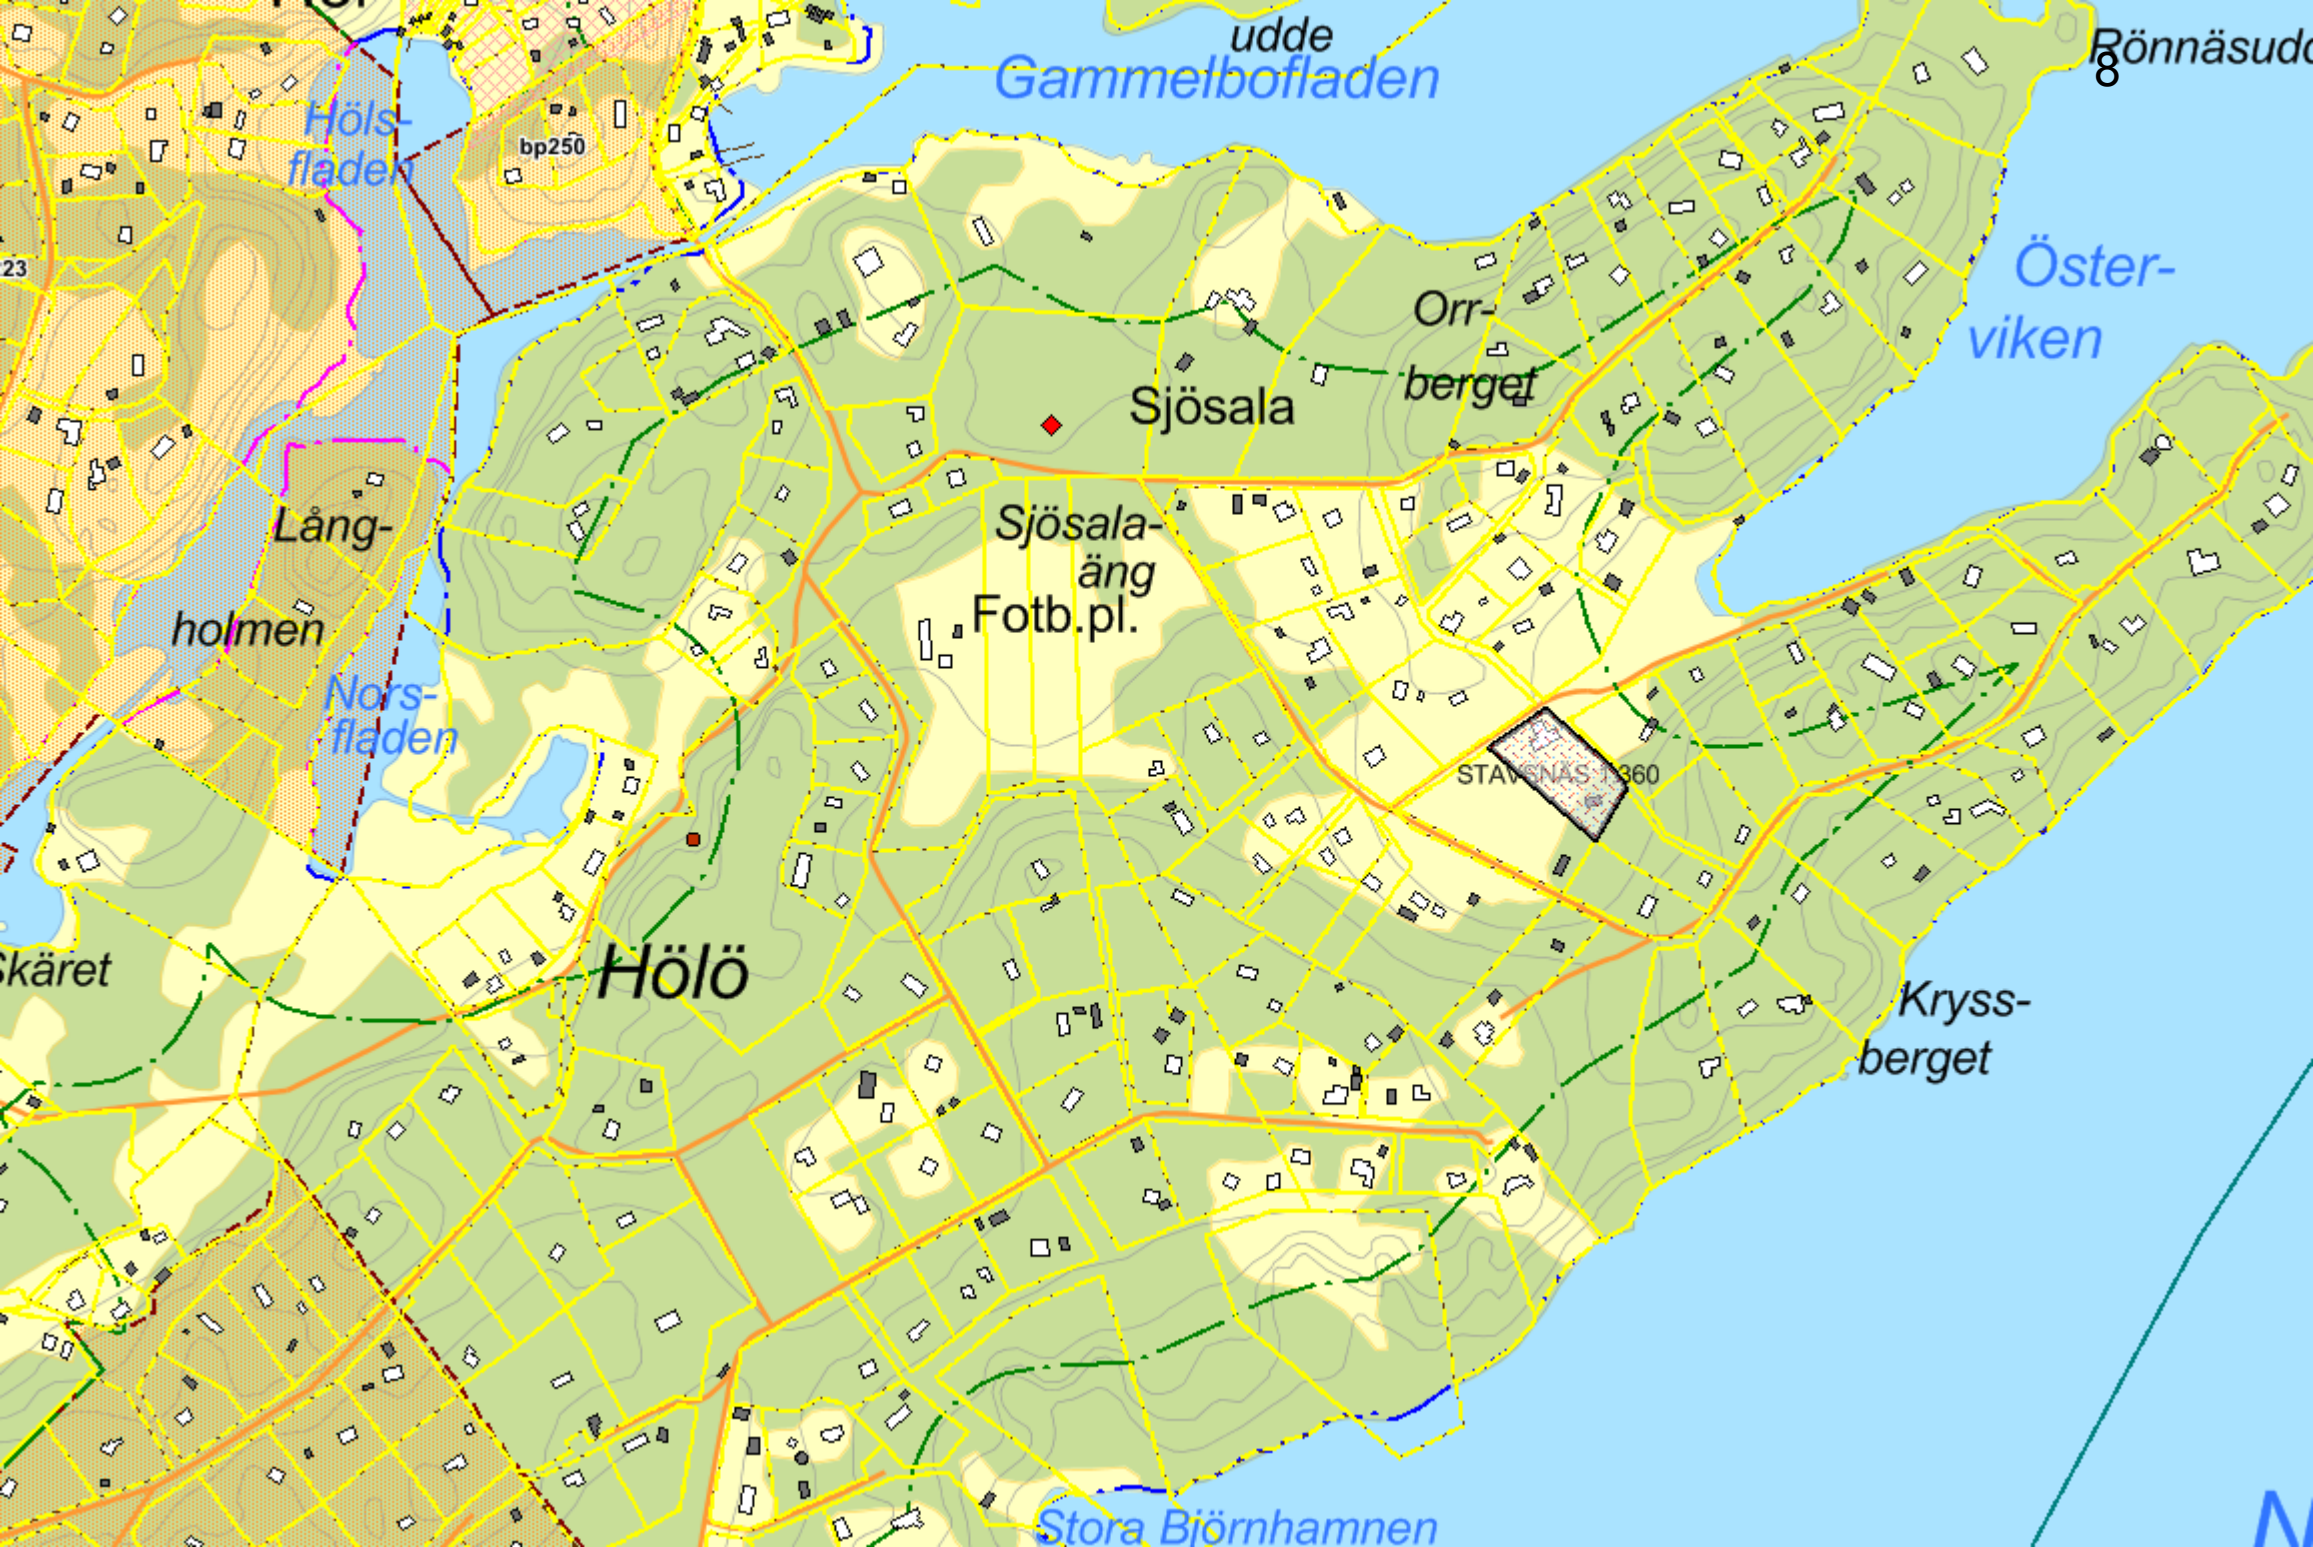 udde
Rönnäsudd
8
Gammelbofladen
Höls-
fladen
bp250
Öster-
viken
23
Orr-
berget
Sjösala
Sjösala-
äng
Fotb.pl.
Lång-
holmen
Nors-
fladen
STAVSNÄS 1:360
Hölö
Skäret
Kryss-
berget
Stora Björnhamnen
N